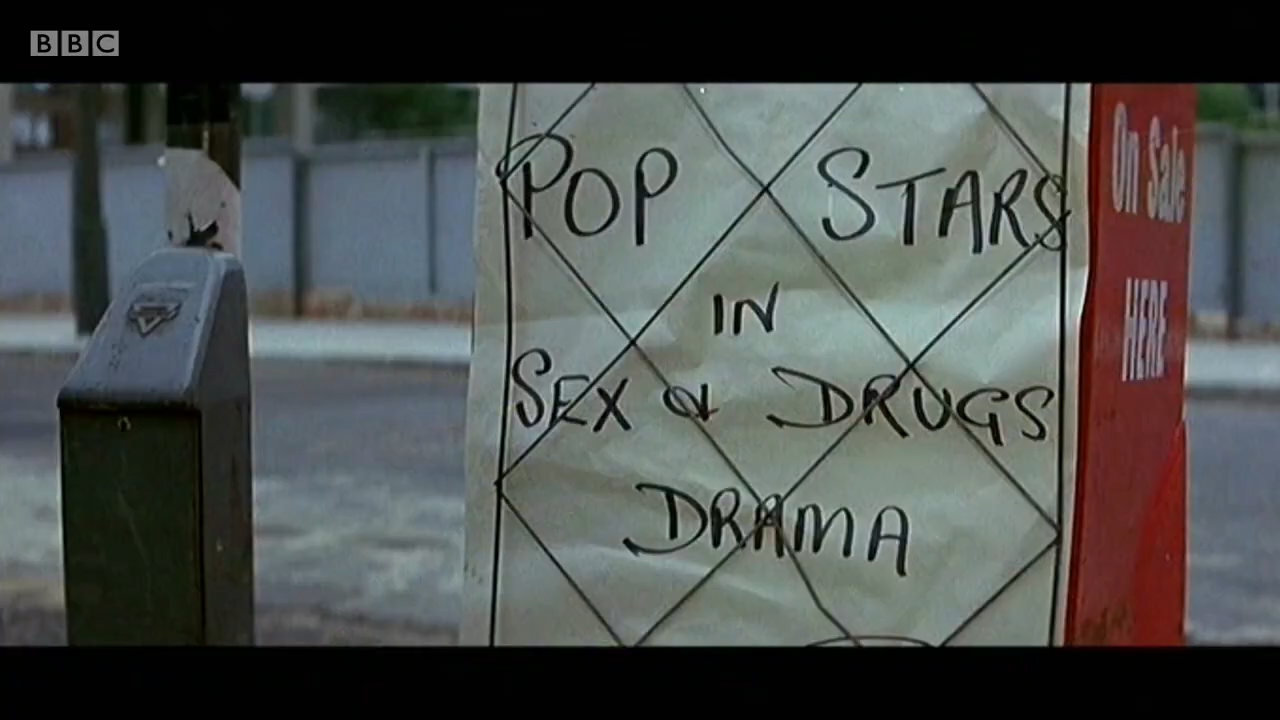 BBC
POP STARS
IN
SEX & DRUGS
DRAMA
On Sale
HERE